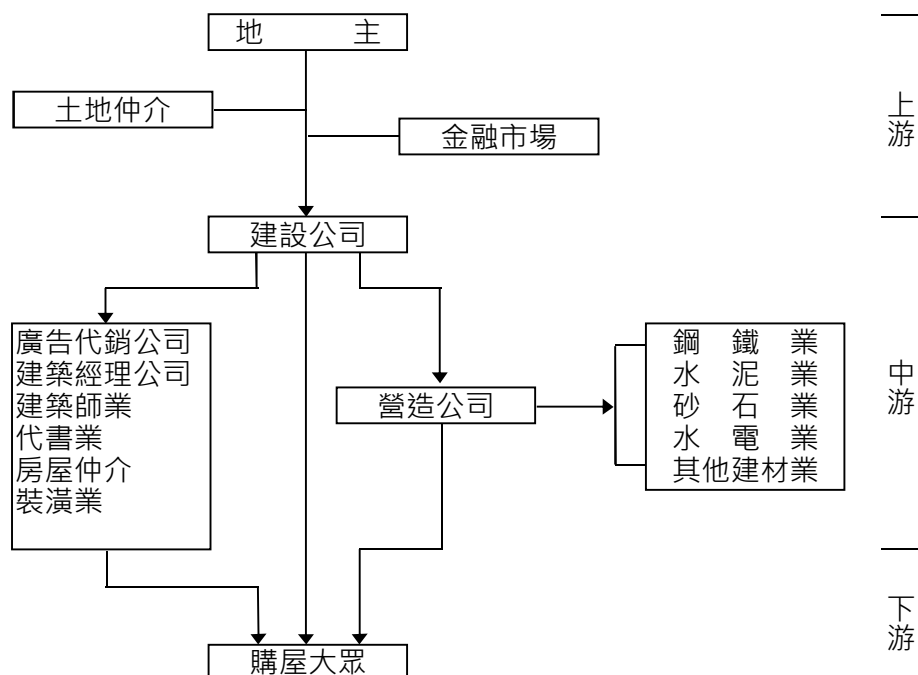 地 主
上游
土地仲介
金融市場
建設公司
廣告代銷公司
建築經理公司
建築師業
代書業
房屋仲介
裝潢業
營造公司
鋼 鐵 業
水 泥 業
砂 石 業
水 電 業
其他建材業
中游
下游
購屋大眾